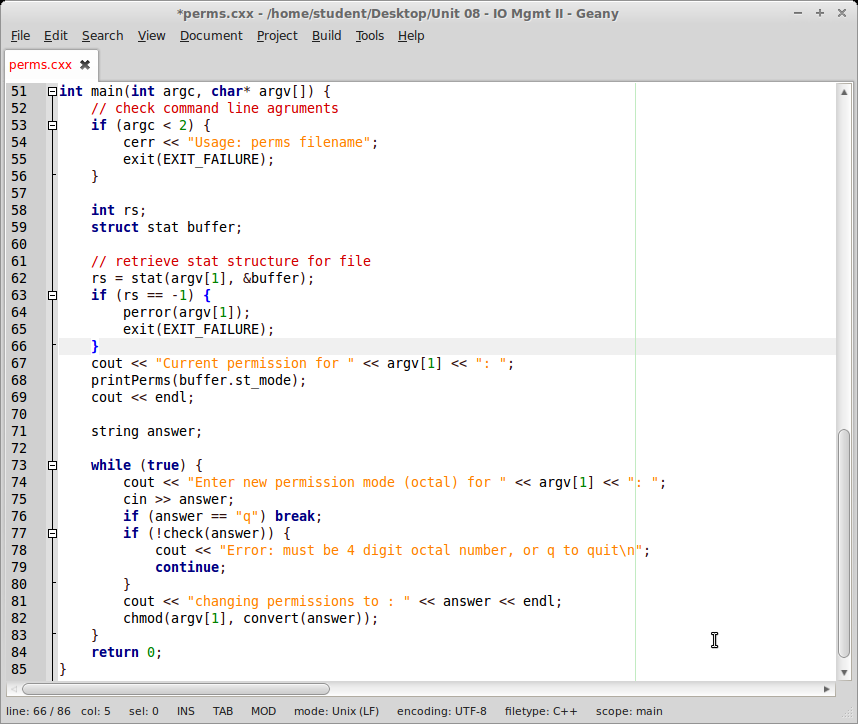 *perms.cxx - /home/student/Desktop/Unit 08 - IO Mgmt II - Geany
File Edit Search View Document Project Build Tools Help
perms.cxx
51 int main(int argc, char* argv[]) {
52 // check command line agruments
53 if (argc < 2) {
54 cerr << "Usage: perms filename";
55 exit(EXIT_FAILURE);
56 }
57
58 int rs;
59 struct stat buffer;
60
61 // retrieve stat structure for file
62 rs = stat(argv[1], &buffer);
63 if (rs == -1) {
64 perror(argv[1]);
65 exit(EXIT_FAILURE);
66 }
67 cout << "Current permission for " << argv[1] << ": ";
68 printPerms(buffer.st_mode);
69 cout << endl;
70
71 string answer;
72
73 while (true) {
74 cout << "Enter new permission mode (octal) for " << argv[1] << ": ";
75 cin >> answer;
76 if (answer == "q") break;
77 if (!check(answer)) {
78 cout << "Error: must be 4 digit octal number, or q to quit\n";
79 continue;
80 }
81 cout << "changing permissions to : " << answer << endl;
82 chmod(argv[1], convert(answer));
83 }
84 return 0;
85 }
line: 66 / 86 col: 5 sel: 0 INS TAB MOD mode: Unix (LF) encoding: UTF-8 filetype: C++ scope: main